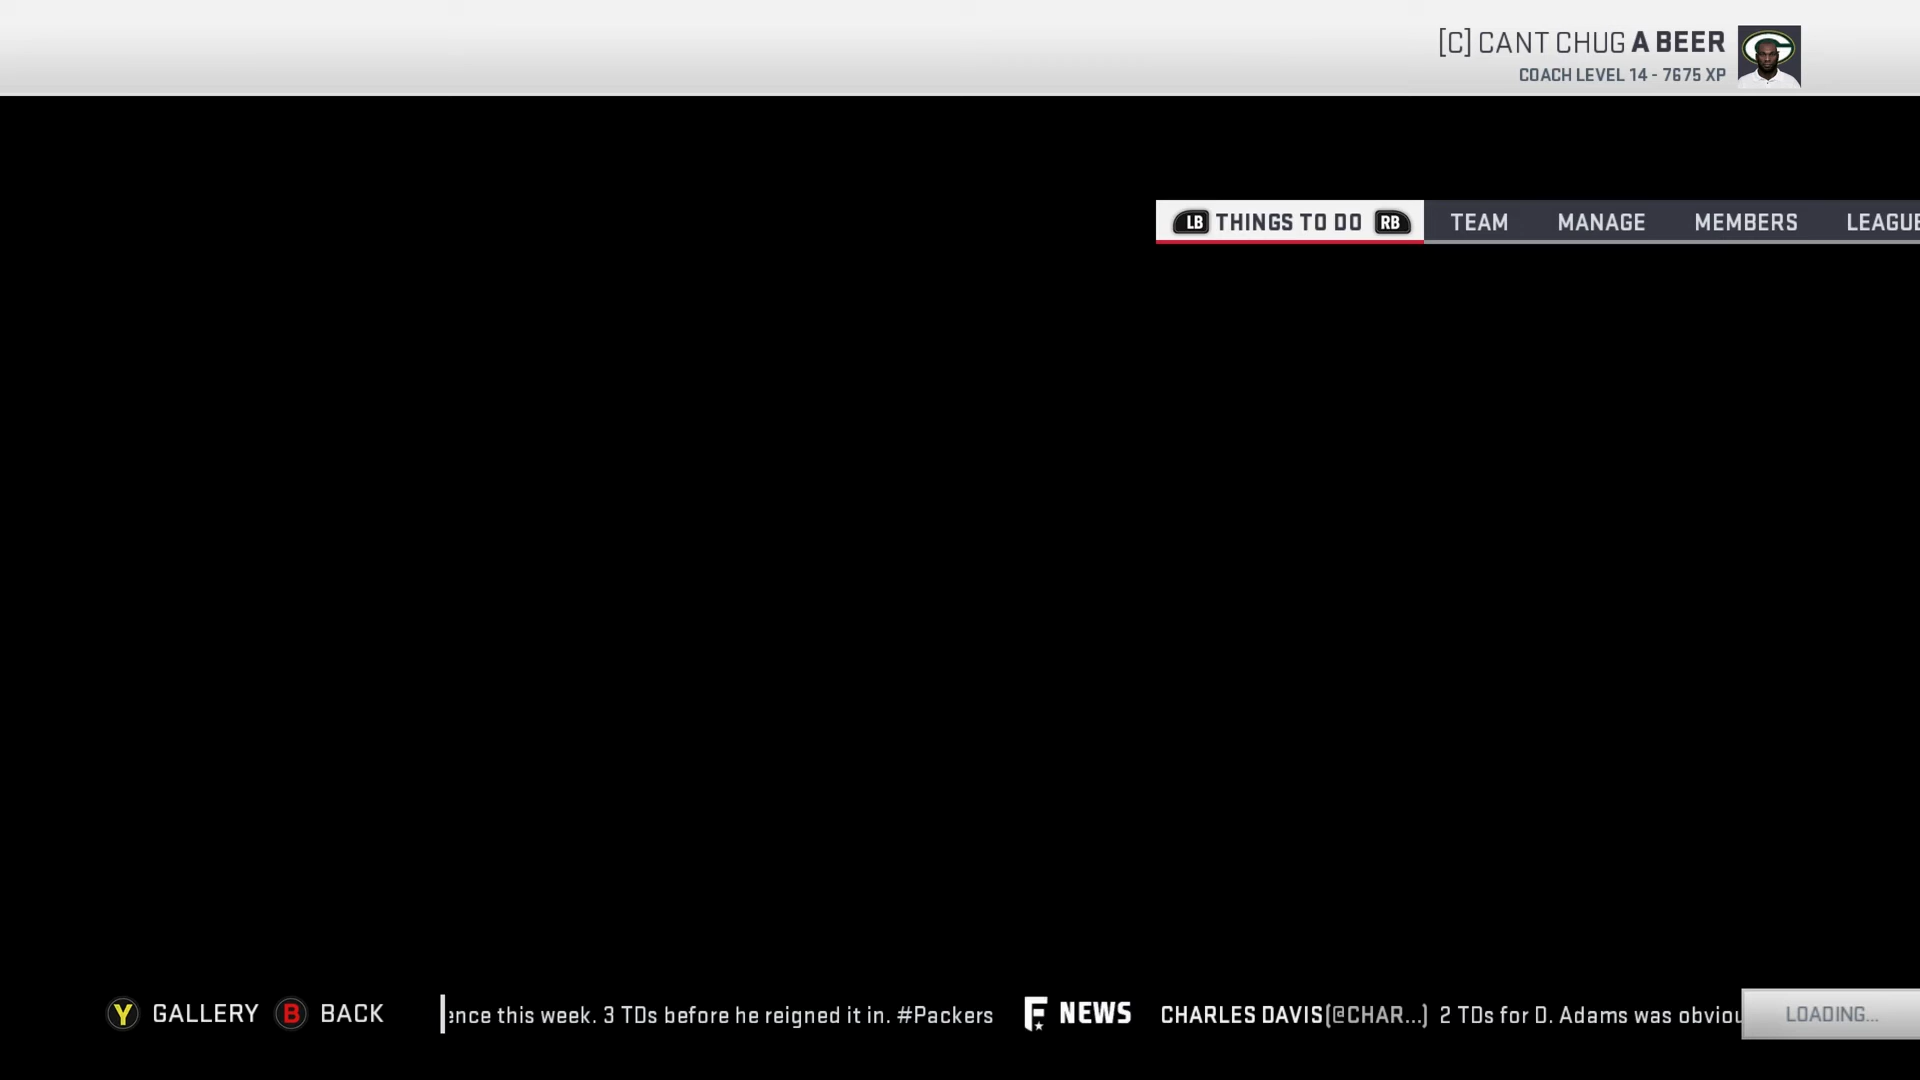 [C] CANT CHUG A BEER
COACH LEVEL 14 - 7675 XP
LB THINGS TO DO RB TEAM MANAGE MEMBERS LEAGUE
Y GALLERY B BACK ence this week. 3 TDs before he reigned it in. #Packers F NEWS CHARLES DAVIS(@CHAR...) 2 TDs for D. Adams was obviou LOADING...